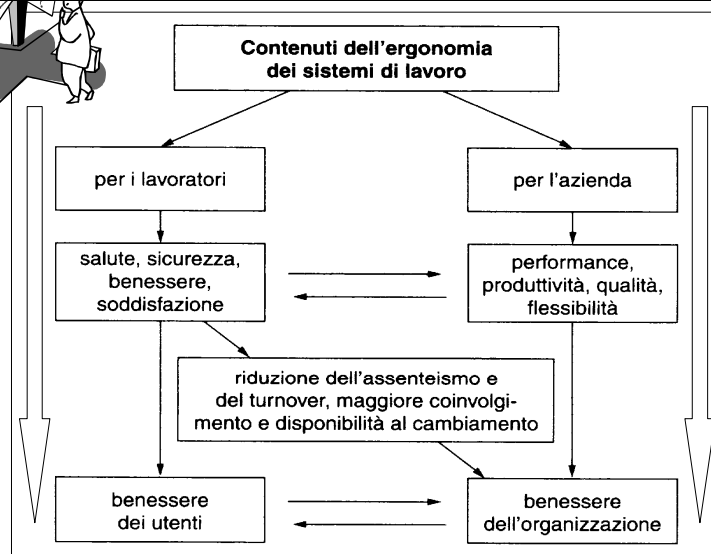 Contenuti dell'ergonomia
dei sistemi di lavoro
per i lavoratori
per l'azienda
salute, sicurezza,
benessere,
soddisfazione
performance,
produttività, qualità,
flessibilità
riduzione dell'assenteismo e
del turnover, maggiore coinvolgi-
mento e disponibilità al cambiamento
benessere
dei utenti
benessere
dell'organizzazione